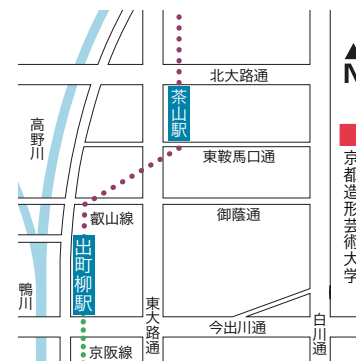 北大路通
N
茶山駅
高野川
東鞍馬口通
京都造形芸術大学
叡山線
御蔭通
出町柳駅
鴨川
東大路通
今出川通
白川通
京阪線